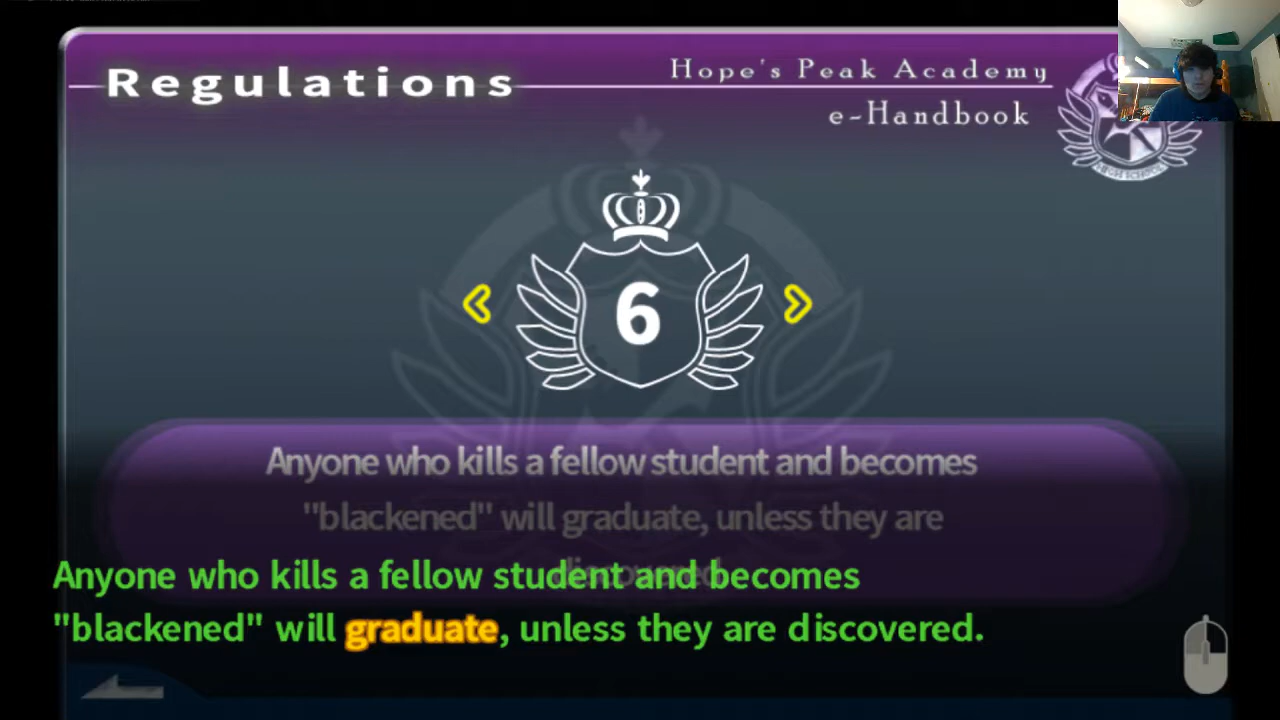 Regulations
Hope's Peak Academy
e-Handbook
6
Anyone who kills a fellow student and becomes
"blackened" will graduate, unless they are
discovered.
Anyone who kills a fellow student and becomes
"blackened" will graduate, unless they are discovered.